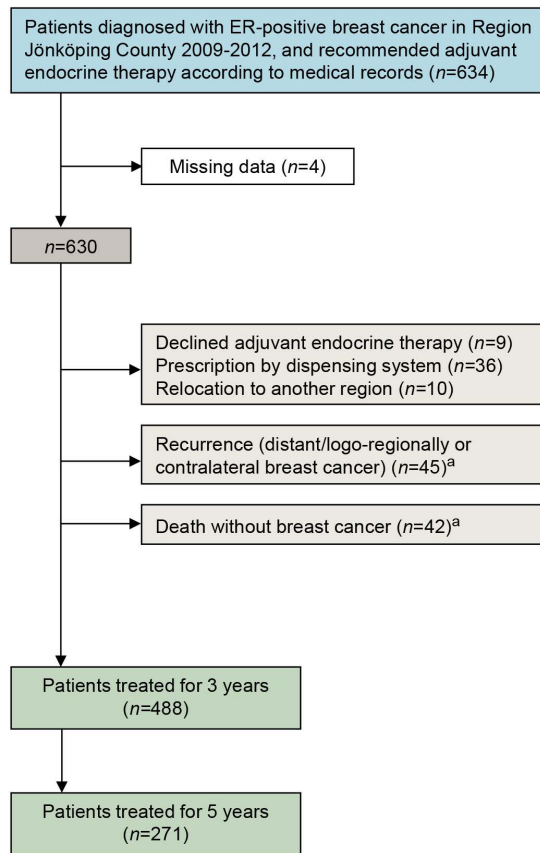 Patients diagnosed with ER-positive breast cancer in Region
Jönköping County 2009-2012, and recommended adjuvant
endocrine therapy according to medical records (n=634)
Missing data (n=4)
n=630
Declined adjuvant endocrine therapy (n=9)
Prescription by dispensing system (n=36)
Relocation to another region (n=10)
Recurrence (distant/logo-regionally or
contralateral breast cancer) (n=45)a
Death without breast cancer (n=42)a
Patients treated for 3 years
(n=488)
Patients treated for 5 years
(n=271)